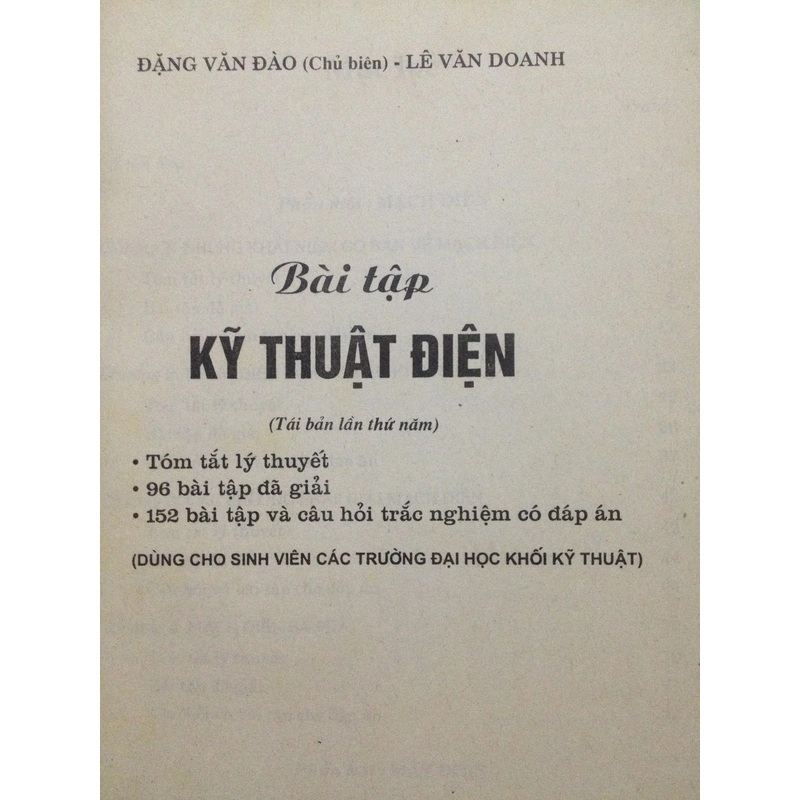 ĐẶNG VĂN ĐÀO (Chủ biên) - LÊ VĂN DOANH
Bài tập
KỸ THUẬT ĐIỆN
(Tái bản lần thứ năm)
• Tóm tắt lý thuyết
• 96 bài tập đã giải
• 152 bài tập và câu hỏi trắc nghiệm có đáp án
(DÙNG CHO SINH VIÊN CÁC TRƯỜNG ĐẠI HỌC KHỐI KỸ THUẬT)